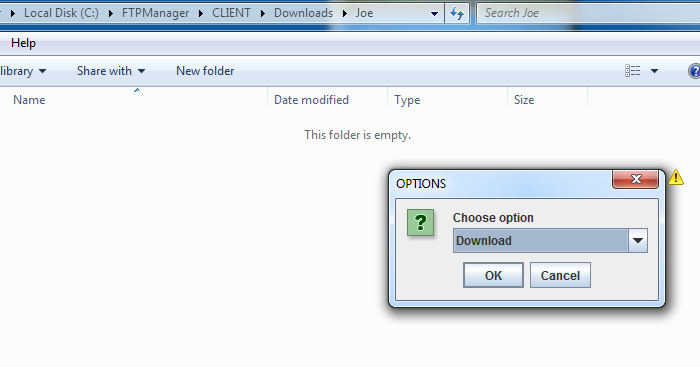 Local Disk (C:) FTPManager CLIENT Downloads Joe Search Joe
Help
library Share with New folder
Name Date modified Type Size
This folder is empty.
OPTIONS
?
Choose option
Download
OK Cancel